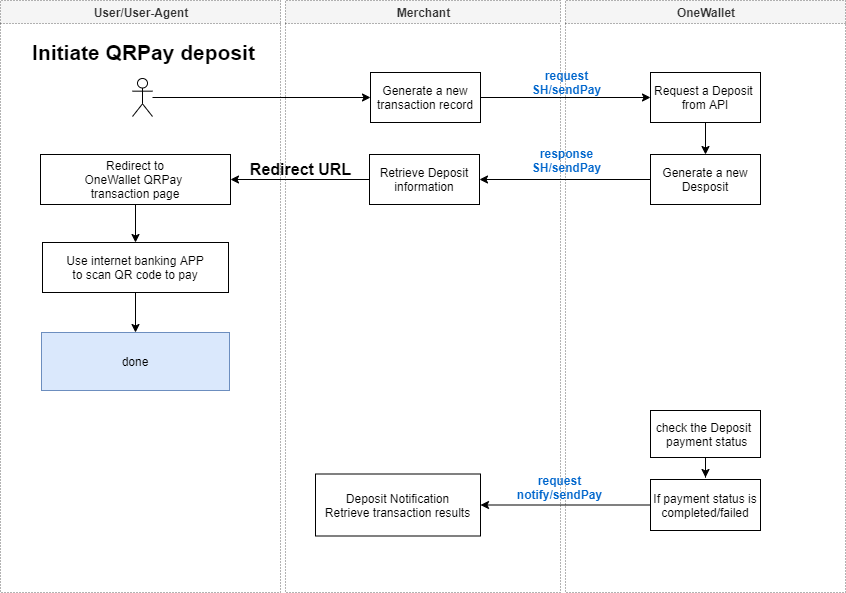 User/User-Agent
Merchant
OneWallet
Initiate QRPay deposit
Generate a new
transaction record
request
SH/sendPay
Request a Deposit
from API
Redirect to
OneWallet QRPay
transaction page
Redirect URL
Retrieve Deposit
information
response
SH/sendPay
Generate a new
Desposit
Use internet banking APP
to scan QR code to pay
done
check the Deposit
payment status
Deposit Notification
Retrieve transaction results
request
notify/sendPay
If payment status is
completed/failed